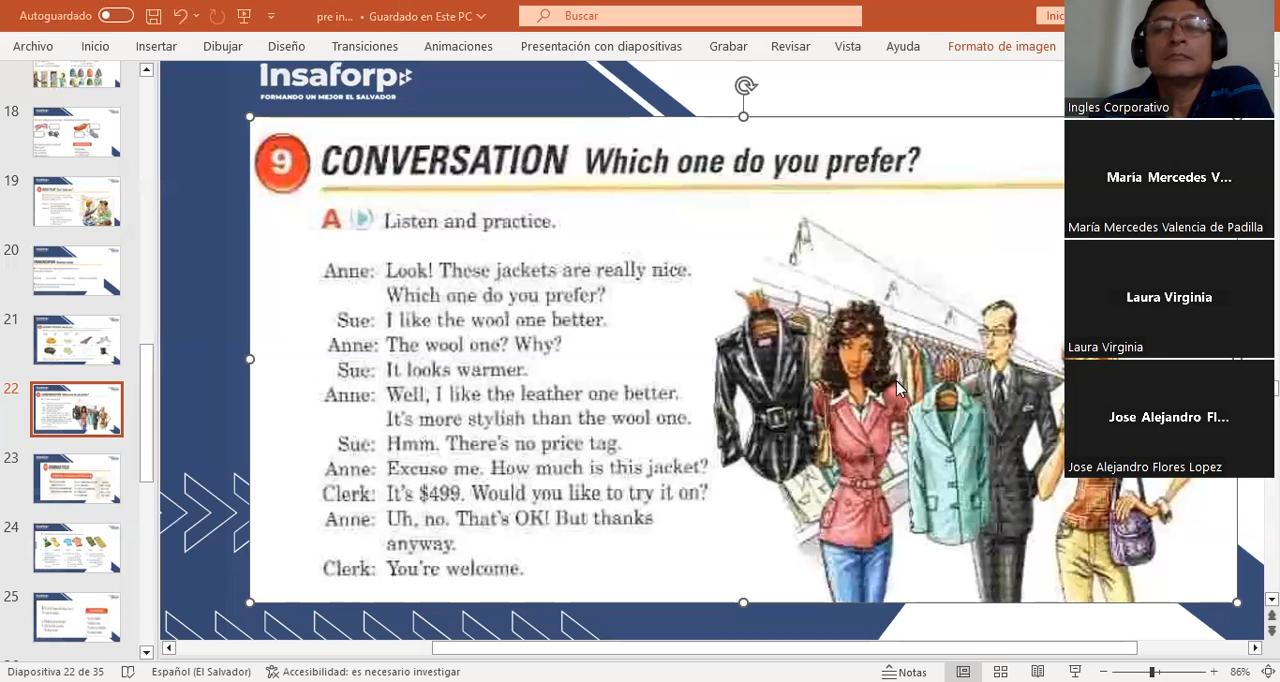 Autoguardado
pre in... • Guardado en Este PC
Buscar
Inic
Archivo Inicio Insertar Dibujar Diseño Transiciones Animaciones Presentación con diapositivas Grabar Revisar Vista Ayuda Formato de imagen
18
19
20
21
22
23
24
25
Insaforp
FORMANDO UN MEJOR EL SALVADOR
9 CONVERSATION Which one do you prefer?
A Listen and practice.
Anne: Look! These jackets are really nice.
Which one do you prefer?
Sue: I like the wool one better.
Anne: The wool one? Why?
Sue: It looks warmer.
Anne: Well, I like the leather one better.
It's more stylish than the wool one.
Sue: Hmm. There's no price tag.
Anne: Excuse me. How much is this jacket?
Clerk: It's $499. Would you like to try it on?
Anne: Uh, no. That's OK! But thanks
anyway.
Clerk: You're welcome.
Ingles Corporativo
María Mercedes V...
María Mercedes Valencia de Padilla
Laura Virginia
Laura Virginia
Jose Alejandro Fl...
Jose Alejandro Flores Lopez
Diapositiva 22 de 35 Español (El Salvador) Accesibilidad: es necesario investigar Notas 86%